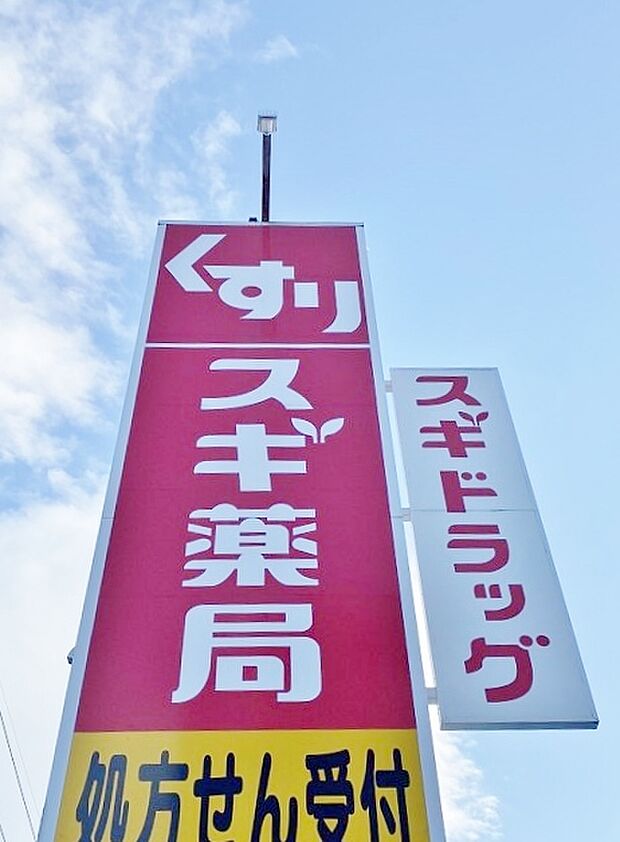 くすり
スギ薬局
処方せん受付
スギドラッグ